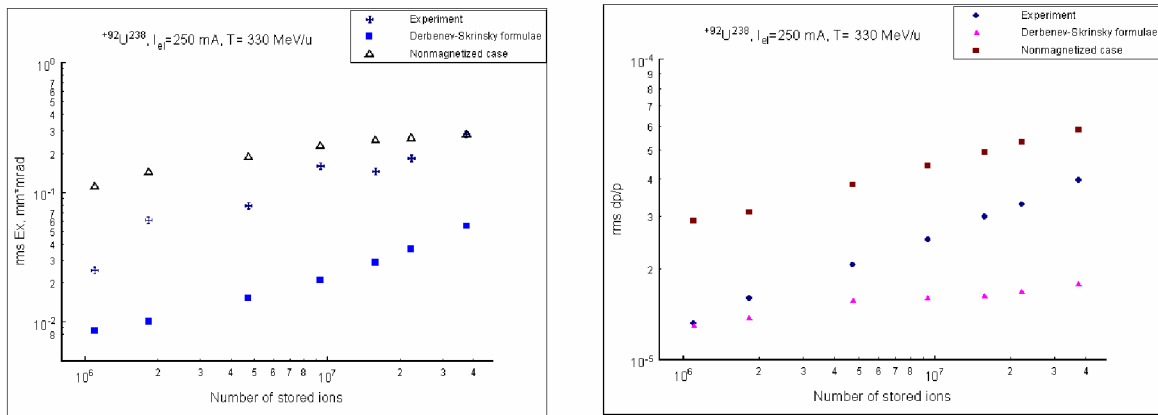 +92U238, Iel=250 mA, T= 330 MeV/u
Experiment
Derbenev-Skrinsky formulae
Nonmagnetized case
10^0
8
6
5
4
3
2
10^-1
8
6
5
4
3
2
10^-2
8
rms Ex, mm*mrad
10^6 2 3 4 5 6 7 8 10^7 2 3 4
Number of stored ions
+92U238, Iel=250 mA, T= 330 MeV/u
Experiment
Derbenev-Skrinsky formulae
Nonmagnetized case
10^-4
9
8
7
6
5
4
3
2
10^-5
rms dp/p
10^6 2 3 4 5 6 7 8 10^7 2 3 4
Number of stored ions